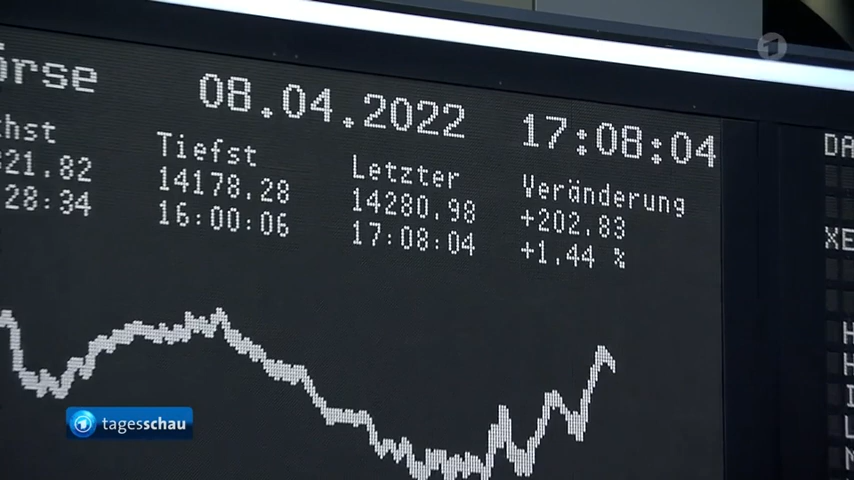 örse 08.04.2022 17:08:04
chst Tiefst Letzter Veränderung
321.82 14178.28 14280.98 +202.83
28:34 16:00:06 17:08:04 +1.44 %
DA
XE
H
H
I
L
N
tagesschau